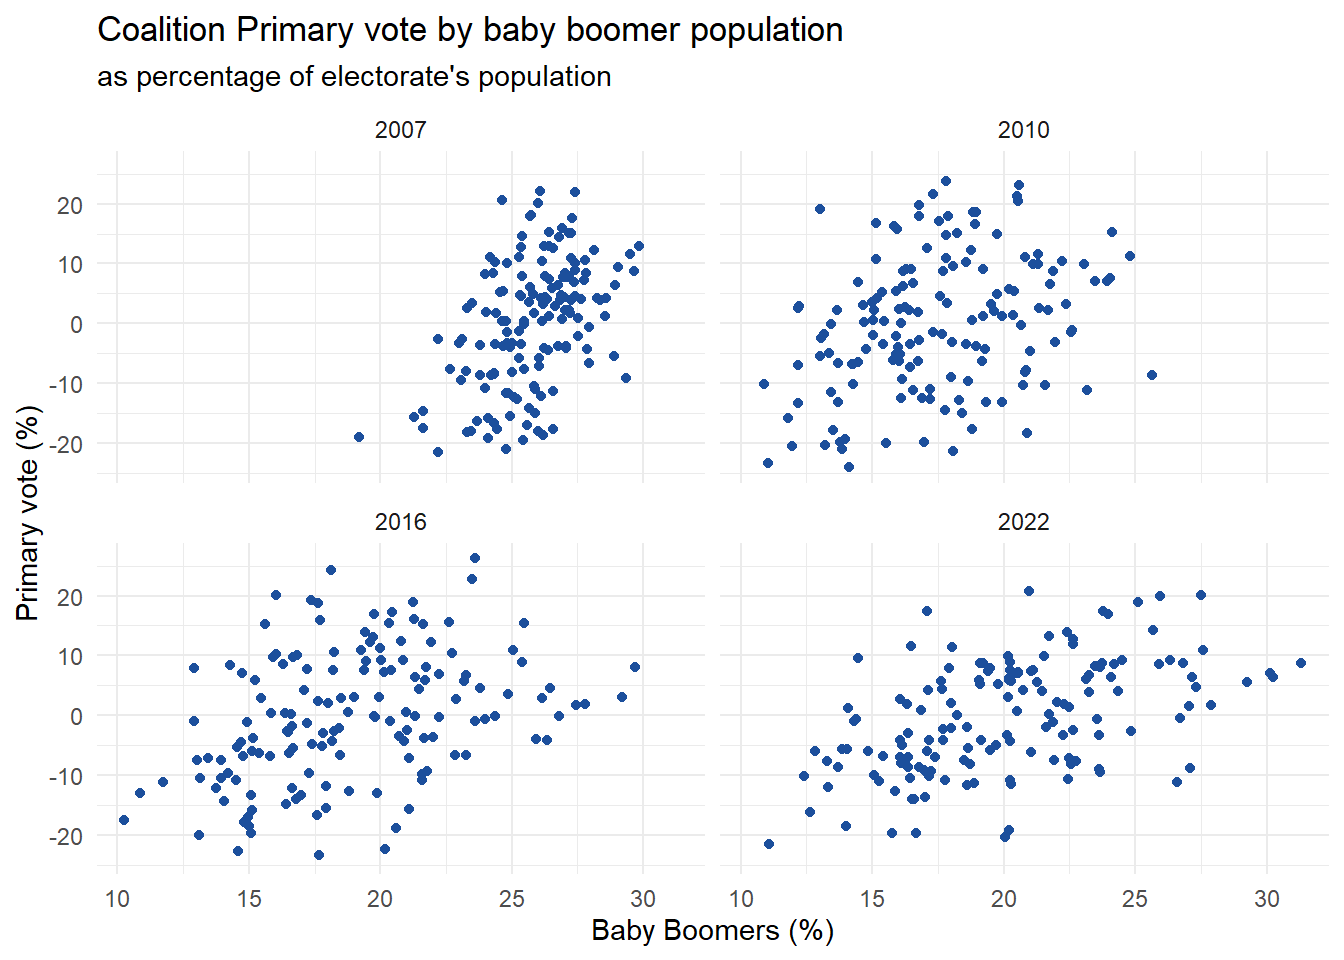 Coalition Primary vote by baby boomer population
as percentage of electorate's population
2007
2010
20
10
0
-10
-20
2016
2022
20
10
0
-10
-20
Primary vote (%)
10 15 20 25 30
10 15 20 25 30
Baby Boomers (%)